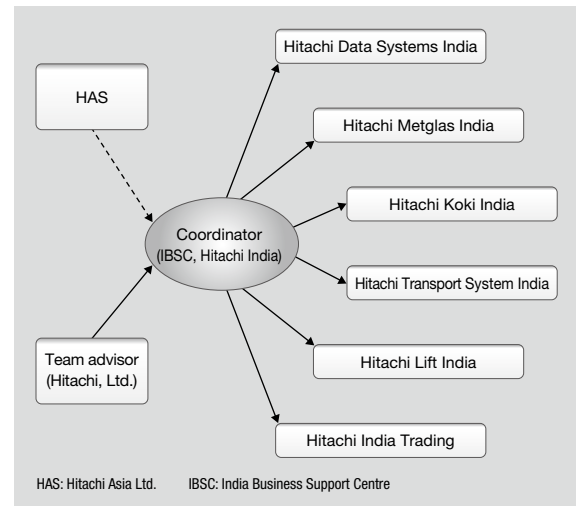 Hitachi Data Systems India
HAS
Hitachi Metglas India
Hitachi Koki India
Coordinator
(IBSC, Hitachi India)
Hitachi Transport System India
Team advisor
(Hitachi, Ltd.)
Hitachi Lift India
Hitachi India Trading
HAS: Hitachi Asia Ltd. IBSC: India Business Support Centre